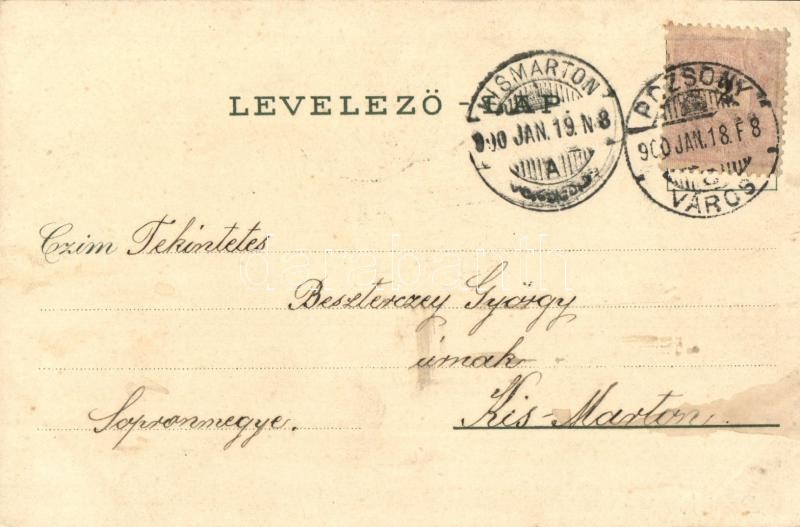 LEVELEZŐ-LAP
KISMARTON
900 JAN. 19. N 8
A
POZSONY
900 JAN. 18. F 8
VÁROS
Czim Tekintetes
darabanth
Beszterczey György
úrnak
Kis-Marton
Sopronmegye.